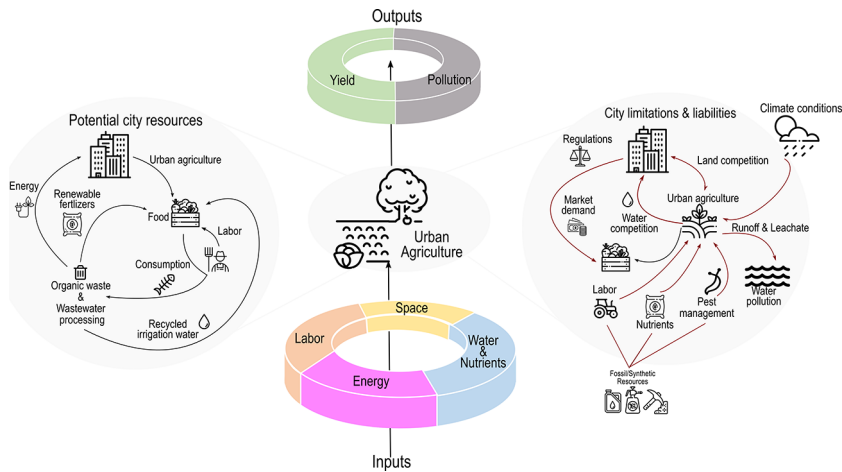 Outputs
Yield
Pollution
Potential city resources
Urban agriculture
Energy
Renewable
fertlizers
Food
Labor
Consumption
Organic waste
&
Wastewater
processing
Recycled
irrigation water
Urban
Agriculture
Space
Labor
Water
&
Nutrients
Energy
Inputs
City limitations & liabilities
Climate conditions
Regulations
Land competition
Market
demand
Urban agriculture
Water
competition
Runoff & Leachate
Labor
Nutrients
Pest
management
Water
pollution
Fossil/Synthetic
Resources